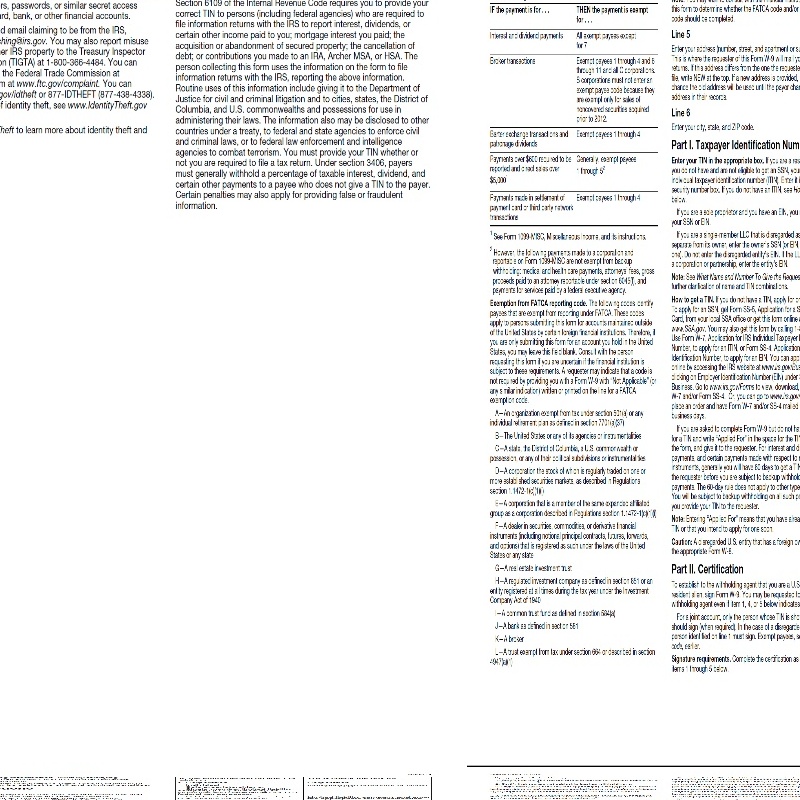 rs, passwords, or similar secret access
rd, bank, or other financial accounts.
d email claiming to be from the IRS,
shing@irs.gov. You may also report misuse
er IRS property to the Treasury Inspector
n (TIGTA) at 1-800-366-4484. You can
the Federal Trade Commission at
m at www.ftc.gov/complaint. You can
gov/idtheft or 877-IDTHEFT (877-438-4338).
f identity theft, see www.IdentityTheft.gov
Theft to learn more about identity theft and
Section 6109 of the Internal Revenue Code requires you to provide your
correct TIN to persons (including federal agencies) who are required to
file information returns with the IRS to report interest, dividends, or
certain other income paid to you; mortgage interest you paid; the
acquisition or abandonment of secured property; the cancellation of
debt; or contributions you made to an IRA, Archer MSA, or HSA. The
person collecting this form uses the information on the form to file
information returns with the IRS, reporting the above information.
Routine uses of this information include giving it to the Department of
Justice for civil and criminal litigation and to cities, states, the District of
Columbia, and U.S. commonwealths and possessions for use in
administering their laws. The information also may be disclosed to other
countries under a treaty, to federal and state agencies to enforce civil
and criminal laws, or to federal law enforcement and intelligence
agencies to combat terrorism. You must provide your TIN whether or
not you are required to file a tax return. Under section 3406, payers
must generally withhold a percentage of taxable interest, dividend, and
certain other payments to a payee who does not give a TIN to the payer.
Certain penalties may also apply for providing false or fraudulent
information.
IF the payment is for . . . THEN the payment is exempt
for . . .
Interest and dividend payments All exempt payees except
for 7
Broker transactions Exempt payees 1 through 4 and 6
through 11 and all C corporations.
S corporations must not enter an
exempt payee code because they
are exempt only for sales of
noncovered securities acquired
prior to 2012.
Barter exchange transactions and Exempt payees 1 through 4
patronage dividends
Payments over $600 required to be Generally, exempt payees
reported and direct sales over 1 through 5²
$5,000
Payments made in settlement of Exempt payees 1 through 4
payment card or third party network
transactions
¹ See Form 1099-MISC, Miscellaneous Income, and its instructions.
² However, the following payments made to a corporation and
reportable on Form 1099-MISC are not exempt from backup
withholding: medical and health care payments, attorneys' fees, gross
proceeds paid to an attorney reportable under section 6045(f), and
payments for services paid by a federal executive agency.
Exemption from FATCA reporting code. The following codes identify
payees that are exempt from reporting under FATCA. These codes
apply to persons submitting this form for accounts maintained outside
of the United States by certain foreign financial institutions. Therefore, if
you are only submitting this form for an account you hold in the United
States, you may leave this field blank. Consult with the person
requesting this form if you are uncertain if the financial institution is
subject to these requirements. A requester may indicate that a code is
not required by providing you with a Form W-9 with "Not Applicable" (or
any similar indication) written or printed on the line for a FATCA
exemption code.
A—An organization exempt from tax under section 501(a) or any
individual retirement plan as defined in section 7701(a)(37)
B—The United States or any of its agencies or instrumentalities
C—A state, the District of Columbia, a U.S. commonwealth or
possession, or any of their political subdivisions or instrumentalities
D—A corporation the stock of which is regularly traded on one or
more established securities markets, as described in Regulations
section 1.1472-1(c)(1)(i)
E—A corporation that is a member of the same expanded affiliated
group as a corporation described in Regulations section 1.1472-1(c)(1)(i)
F—A dealer in securities, commodities, or derivative financial
instruments (including notional principal contracts, futures, forwards,
and options) that is registered as such under the laws of the United
States or any state
G—A real estate investment trust
H—A regulated investment company as defined in section 851 or an
entity registered at all times during the tax year under the Investment
Company Act of 1940
I—A common trust fund as defined in section 584(a)
J—A bank as defined in section 581
K—A broker
L—A trust exempt from tax under section 664 or described in section
4947(a)(1)
this form to determine whether the FATCA code and/or
code should be completed.
Line 5
Enter your address (number, street, and apartment or su
This is where the requester of this Form W-9 will mail yo
returns. If this address differs from the one the requeste
file, write NEW at the top. If a new address is provided,
change the old address will be used until the payor chan
address in their records.
Line 6
Enter your city, state, and ZIP code.
Part I. Taxpayer Identification Num
Enter your TIN in the appropriate box. If you are a resi
you do not have and are not eligible to get an SSN, your
individual taxpayer identification number (ITIN). Enter it i
security number box. If you do not have an ITIN, see Ho
below.
If you are a sole proprietor and you have an EIN, you
your SSN or EIN.
If you are a single-member LLC that is disregarded as
separate from its owner, enter the owner's SSN (or EIN,
one). Do not enter the disregarded entity's EIN. If the LL
a corporation or partnership, enter the entity's EIN.
Note: See What Name and Number To Give the Reques
further clarification of name and TIN combinations.
How to get a TIN. If you do not have a TIN, apply for on
To apply for an SSN, get Form SS-5, Application for a S
Card, from your local SSA office or get this form online a
www.SSA.gov. You may also get this form by calling 1-8
Use Form W-7, Application for IRS Individual Taxpayer I
Number, to apply for an ITIN, or Form SS-4, Application
Identification Number, to apply for an EIN. You can app
online by accessing the IRS website at www.irs.gov/Bus
clicking on Employer Identification Number (EIN) under S
Business. Go to www.irs.gov/Forms to view, download,
W-7 and/or Form SS-4. Or, you can go to www.irs.gov/
place an order and have Form W-7 and/or SS-4 mailed
business days.
If you are asked to complete Form W-9 but do not ha
for a TIN and write "Applied For" in the space for the TI
the form, and give it to the requester. For interest and d
payments, and certain payments made with respect to r
instruments, generally you will have 60 days to get a TI
the requester before you are subject to backup withhold
payments. The 60-day rule does not apply to other type
You will be subject to backup withholding on all such pa
you provide your TIN to the requester.
Note: Entering "Applied For" means that you have alrea
TIN or that you intend to apply for one soon.
Caution: A disregarded U.S. entity that has a foreign ow
the appropriate Form W-8.
Part II. Certification
To establish to the withholding agent that you are a U.S
resident alien, sign Form W-9. You may be requested to
withholding agent even if item 1, 4, or 5 below indicates
For a joint account, only the person whose TIN is sho
should sign (when required). In the case of a disregarde
person identified on line 1 must sign. Exempt payees, se
code, earlier.
Signature requirements. Complete the certification as
items 1 through 5 below.